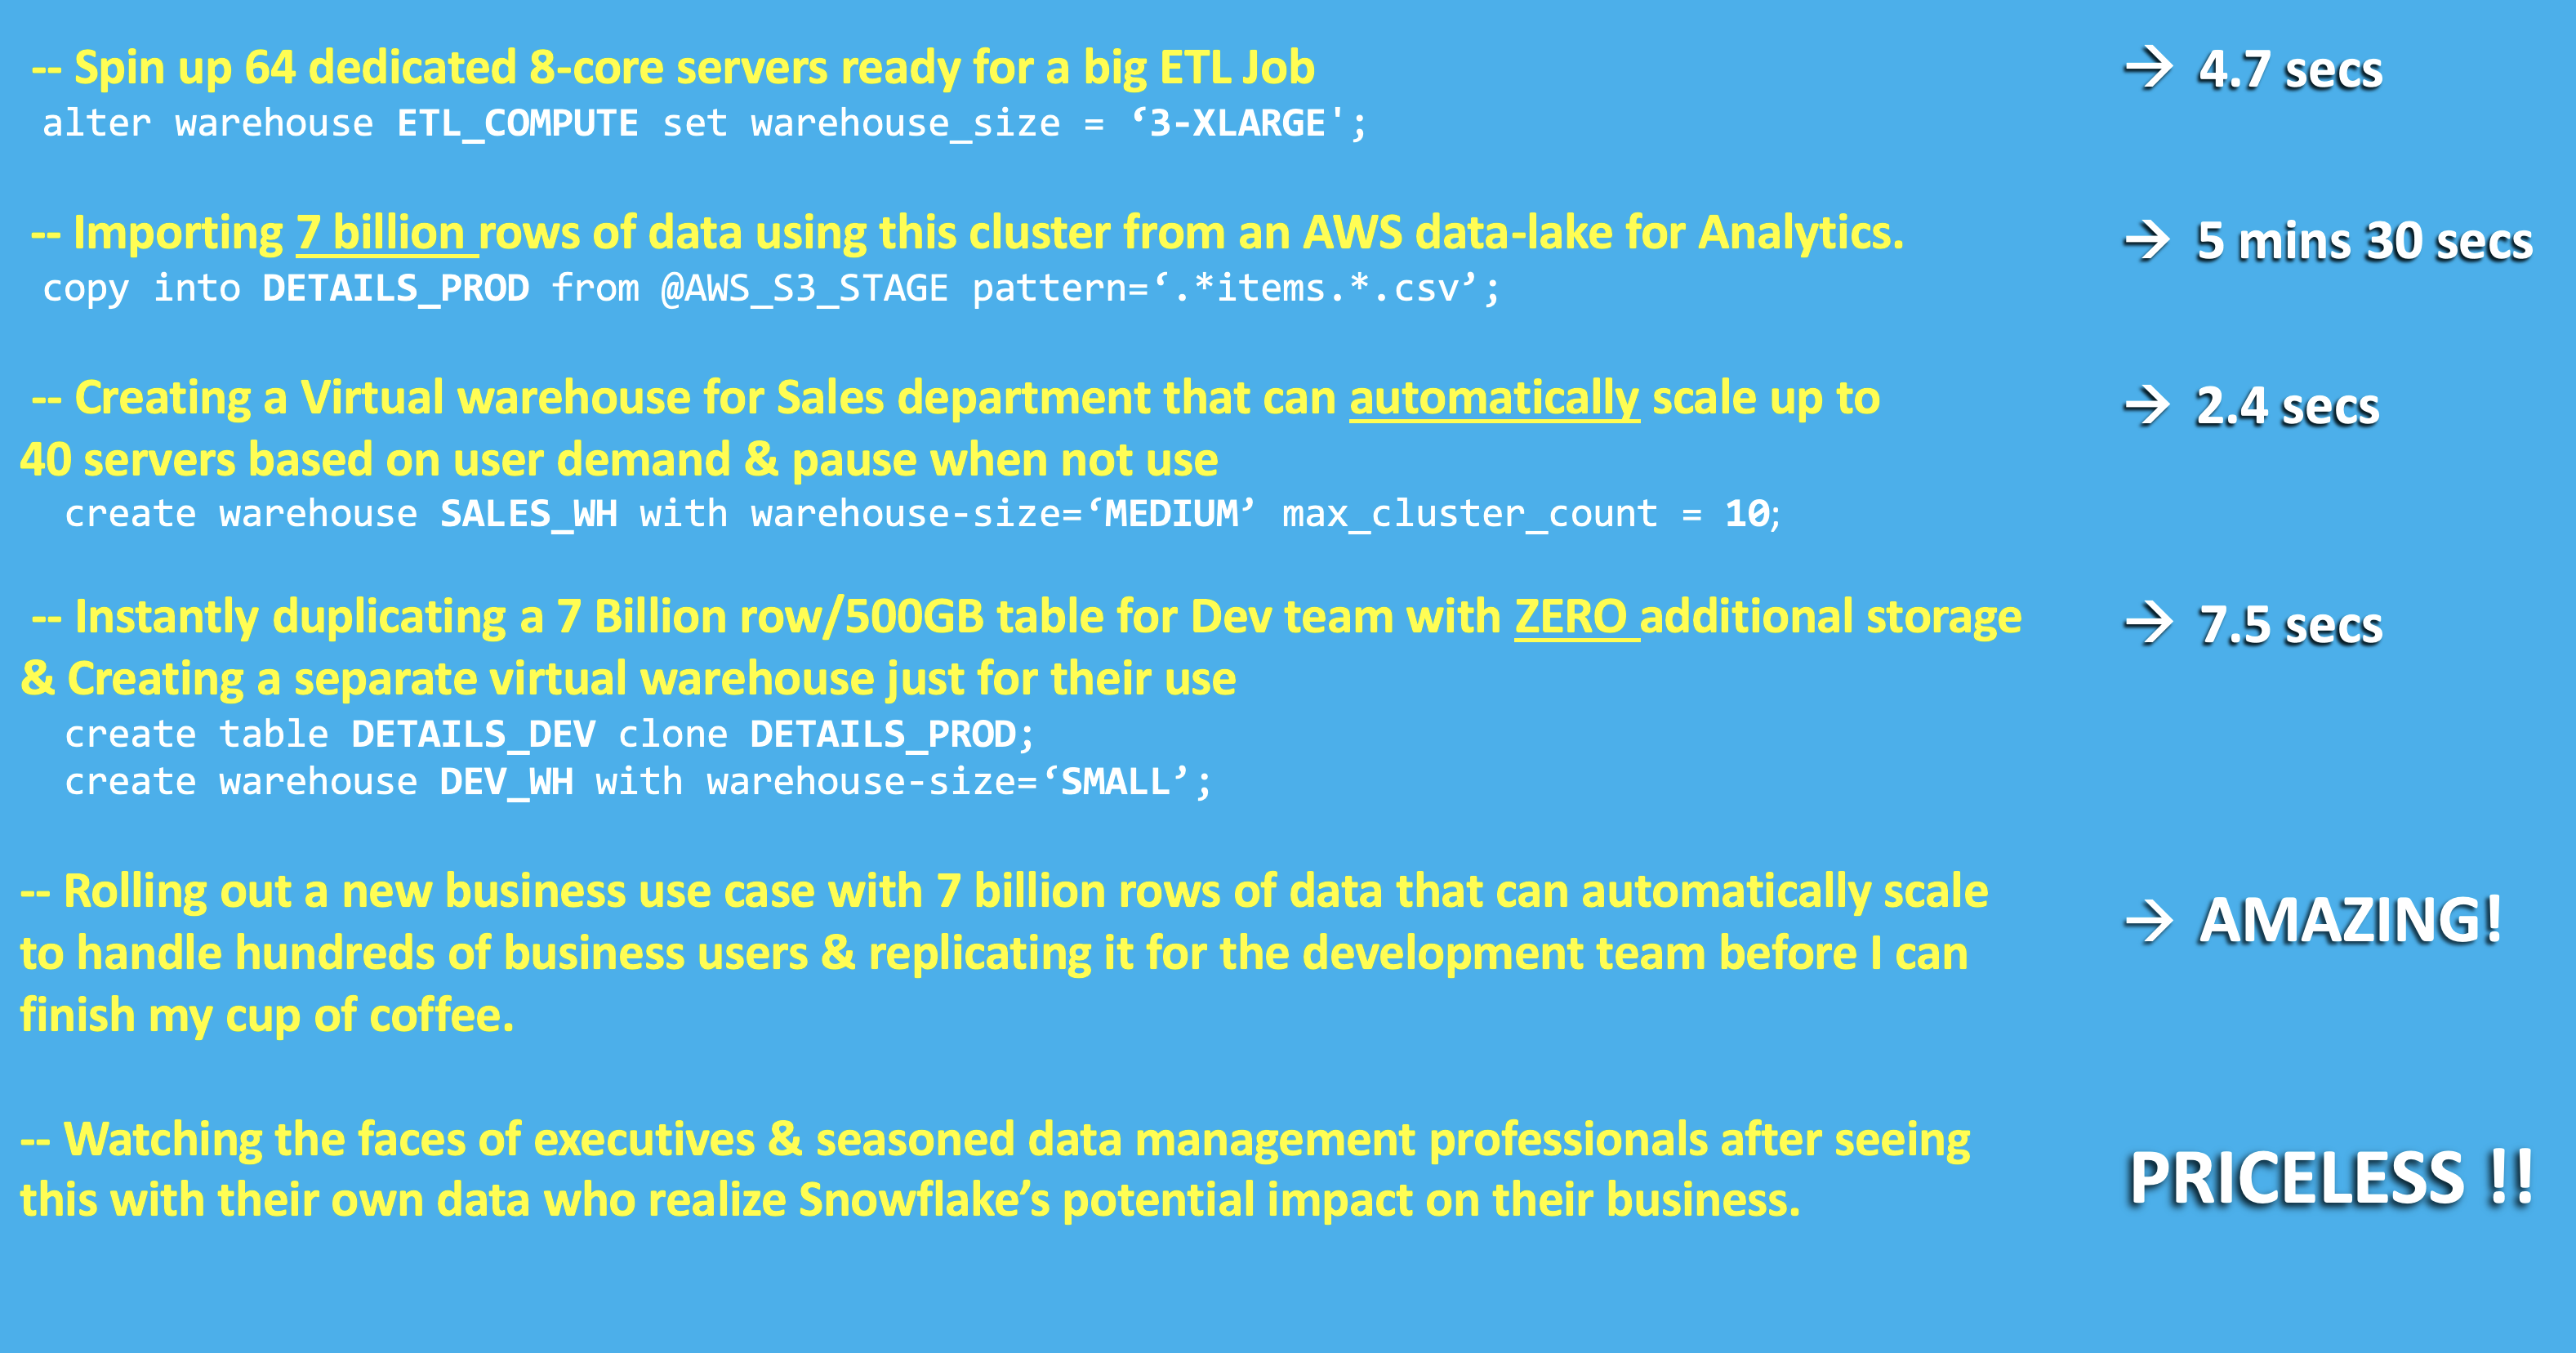 -- Spin up 64 dedicated 8-core servers ready for a big ETL Job → 4.7 secs
alter warehouse ETL_COMPUTE set warehouse_size = ‘3-XLARGE';
-- Importing 7 billion rows of data using this cluster from an AWS data-lake for Analytics. → 5 mins 30 secs
copy into DETAILS_PROD from @AWS_S3_STAGE pattern=‘.*items.*.csv’;
-- Creating a Virtual warehouse for Sales department that can automatically scale up to → 2.4 secs
40 servers based on user demand & pause when not use
create warehouse SALES_WH with warehouse-size=‘MEDIUM’ max_cluster_count = 10;
-- Instantly duplicating a 7 Billion row/500GB table for Dev team with ZERO additional storage → 7.5 secs
& Creating a separate virtual warehouse just for their use
create table DETAILS_DEV clone DETAILS_PROD;
create warehouse DEV_WH with warehouse-size=‘SMALL’;
-- Rolling out a new business use case with 7 billion rows of data that can automatically scale → AMAZING!
to handle hundreds of business users & replicating it for the development team before I can
finish my cup of coffee.
-- Watching the faces of executives & seasoned data management professionals after seeing PRICELESS !!
this with their own data who realize Snowflake’s potential impact on their business.